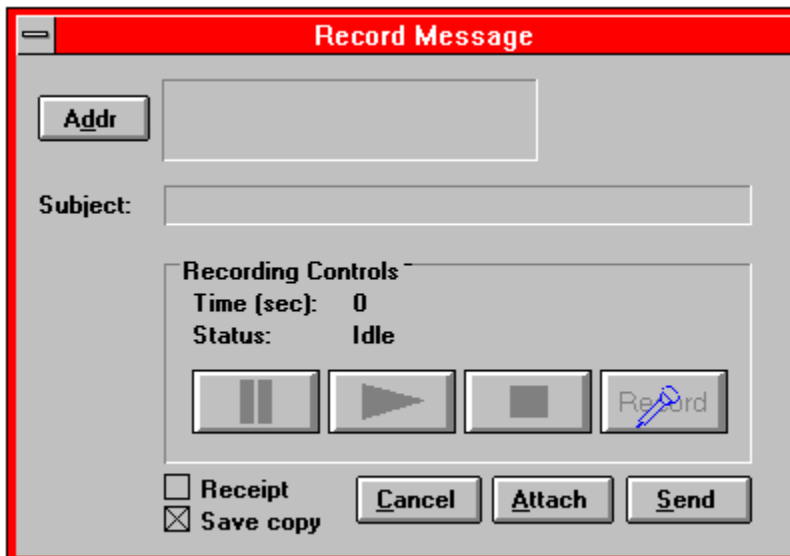 Record Message
Addr
Subject:
Recording Controls
Time (sec): 0
Status: Idle
Record
Receipt
Save copy
Cancel Attach Send